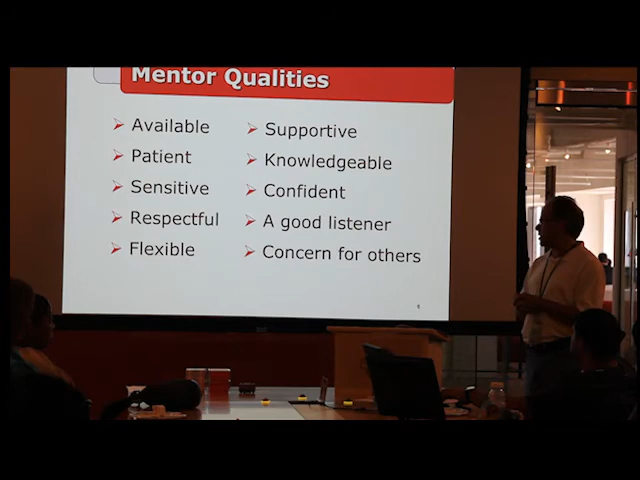 Mentor Qualities
Available
Patient
Sensitive
Respectful
Flexible
Supportive
Knowledgeable
Confident
A good listener
Concern for others